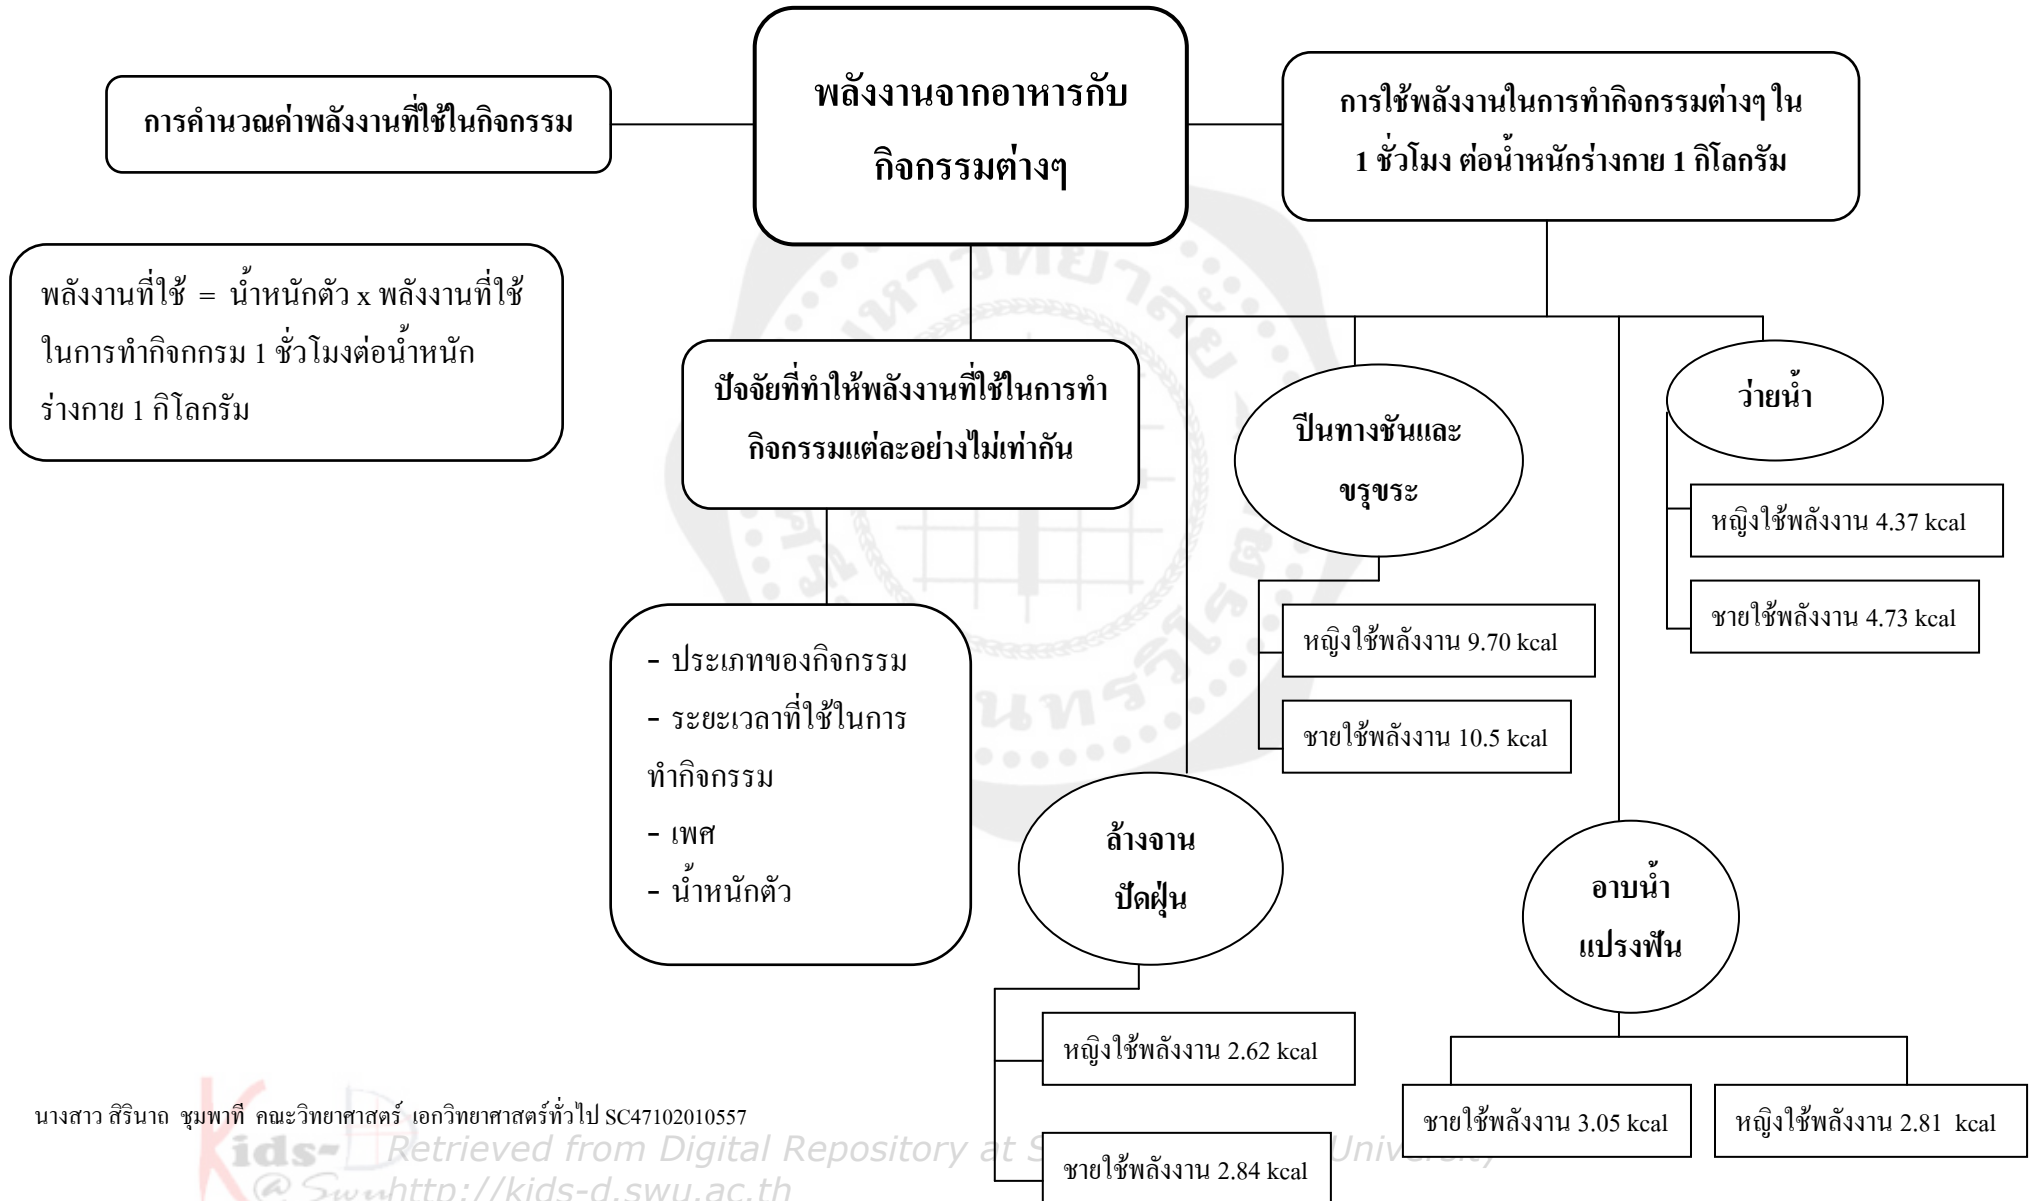 พลังงานจากอาหารกับ
กิจกรรมต่างๆ
การคำนวณค่าพลังงานที่ใช้ในกิจกรรม
การใช้พลังงานในการทำกิจกรรมต่างๆ ใน
1 ชั่วโมง ต่อน้ำหนักร่างกาย 1 กิโลกรัม
พลังงานที่ใช้ = น้ำหนักตัว x พลังงานที่ใช้
ในการทำกิจกกรม 1 ชั่วโมงต่อน้ำหนัก
ร่างกาย 1 กิโลกรัม
ปัจจัยที่ทำให้พลังงานที่ใช้ในการทำ
กิจกรรมแต่ละอย่างไม่เท่ากัน
- ประเภทของกิจกรรม
- ระยะเวลาที่ใช้ในการ
ทำกิจกรรม
- เพศ
- น้ำหนักตัว
ปีนทางชันและ
ขรุขระ
หญิงใช้พลังงาน 9.70 kcal
ชายใช้พลังงาน 10.5 kcal
ว่ายน้ำ
หญิงใช้พลังงาน 4.37 kcal
ชายใช้พลังงาน 4.73 kcal
ล้างจาน
ปัดฝุ่น
หญิงใช้พลังงาน 2.62 kcal
ชายใช้พลังงาน 2.84 kcal
อาบน้ำ
แปรงฟัน
ชายใช้พลังงาน 3.05 kcal
หญิงใช้พลังงาน 2.81 kcal
นางสาว สิรินาถ ชุมพาที คณะวิทยาศาสตร์ เอกวิทยาศาสตร์ทั่วไป SC47102010557
Kids-D
@ Swu
Retrieved from Digital Repository at S University
http://kids-d.swu.ac.th